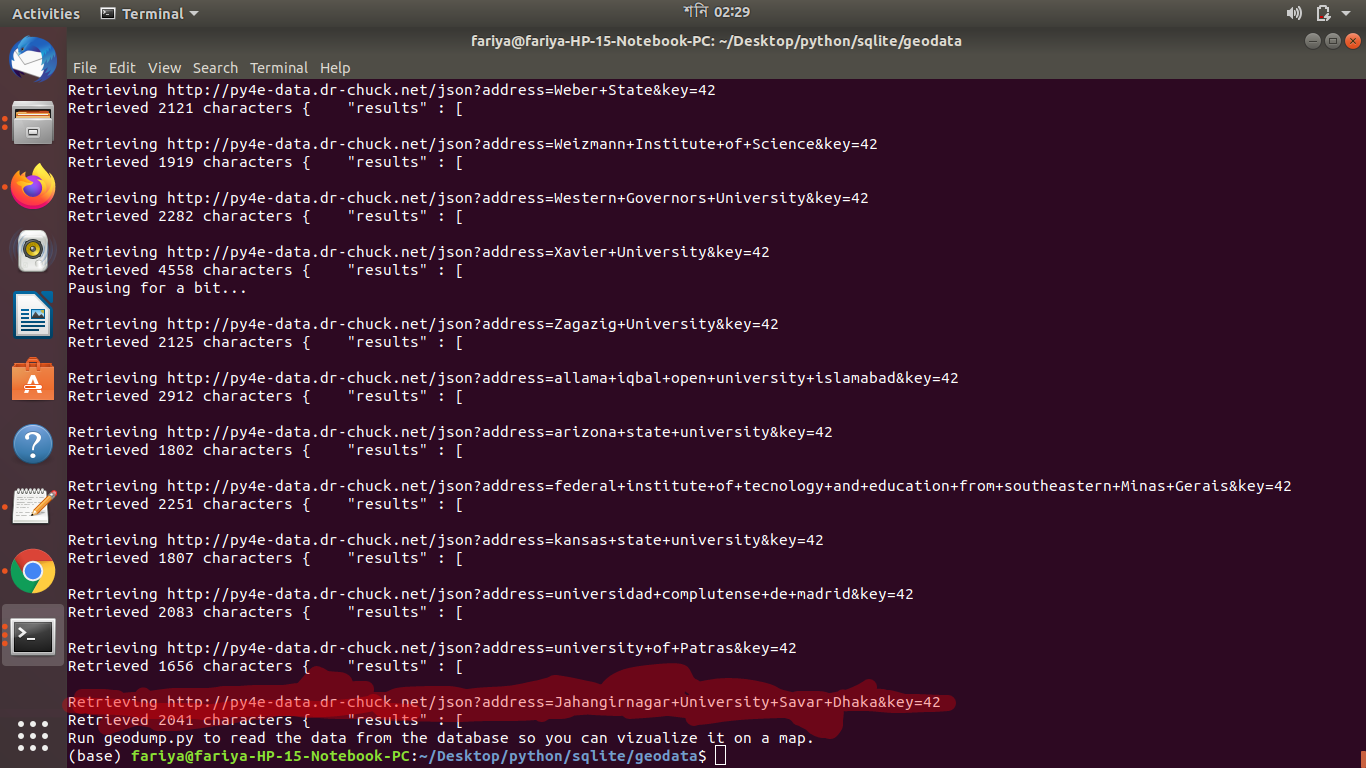 Activities Terminal শনি 02:29
fariya@fariya-HP-15-Notebook-PC: ~/Desktop/python/sqlite/geodata
File Edit View Search Terminal Help
Retrieving http://py4e-data.dr-chuck.net/json?address=Weber+State&key=42
Retrieved 2121 characters {    "results" : [
Retrieving http://py4e-data.dr-chuck.net/json?address=Weizmann+Institute+of+Science&key=42
Retrieved 1919 characters {    "results" : [
Retrieving http://py4e-data.dr-chuck.net/json?address=Western+Governors+University&key=42
Retrieved 2282 characters {    "results" : [
Retrieving http://py4e-data.dr-chuck.net/json?address=Xavier+University&key=42
Retrieved 4558 characters {    "results" : [
Pausing for a bit...
Retrieving http://py4e-data.dr-chuck.net/json?address=Zagazig+University&key=42
Retrieved 2125 characters {    "results" : [
Retrieving http://py4e-data.dr-chuck.net/json?address=allama+iqbal+open+university+islamabad&key=42
Retrieved 2912 characters {    "results" : [
Retrieving http://py4e-data.dr-chuck.net/json?address=arizona+state+university&key=42
Retrieved 1802 characters {    "results" : [
Retrieving http://py4e-data.dr-chuck.net/json?address=federal+institute+of+tecnology+and+education+from+southeastern+Minas+Gerais&key=42
Retrieved 2251 characters {    "results" : [
Retrieving http://py4e-data.dr-chuck.net/json?address=kansas+state+university&key=42
Retrieved 1807 characters {    "results" : [
Retrieving http://py4e-data.dr-chuck.net/json?address=universidad+complutense+de+madrid&key=42
Retrieved 2083 characters {    "results" : [
Retrieving http://py4e-data.dr-chuck.net/json?address=university+of+Patras&key=42
Retrieved 1656 characters {    "results" : [
Retrieving http://py4e-data.dr-chuck.net/json?address=Jahangirnagar+University+Savar+Dhaka&key=42
Retrieved 2041 characters {    "results" : [
Run geodump.py to read the data from the database so you can vizualize it on a map.
(base) fariya@fariya-HP-15-Notebook-PC:~/Desktop/python/sqlite/geodata$